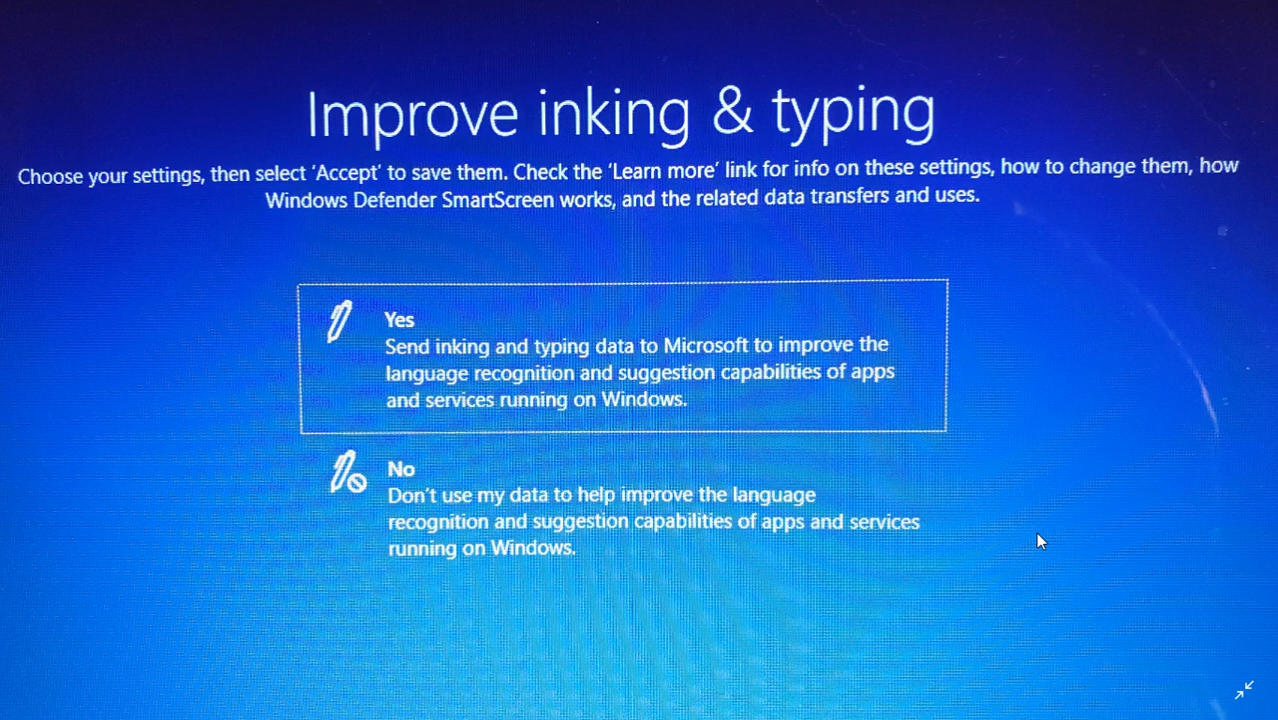 Improve inking & typing
Choose your settings, then select ‘Accept’ to save them. Check the ‘Learn more’ link for info on these settings, how to change them, how
Windows Defender SmartScreen works, and the related data transfers and uses.
Yes
Send inking and typing data to Microsoft to improve the
language recognition and suggestion capabilities of apps
and services running on Windows.
No
Don’t use my data to help improve the language
recognition and suggestion capabilities of apps and services
running on Windows.